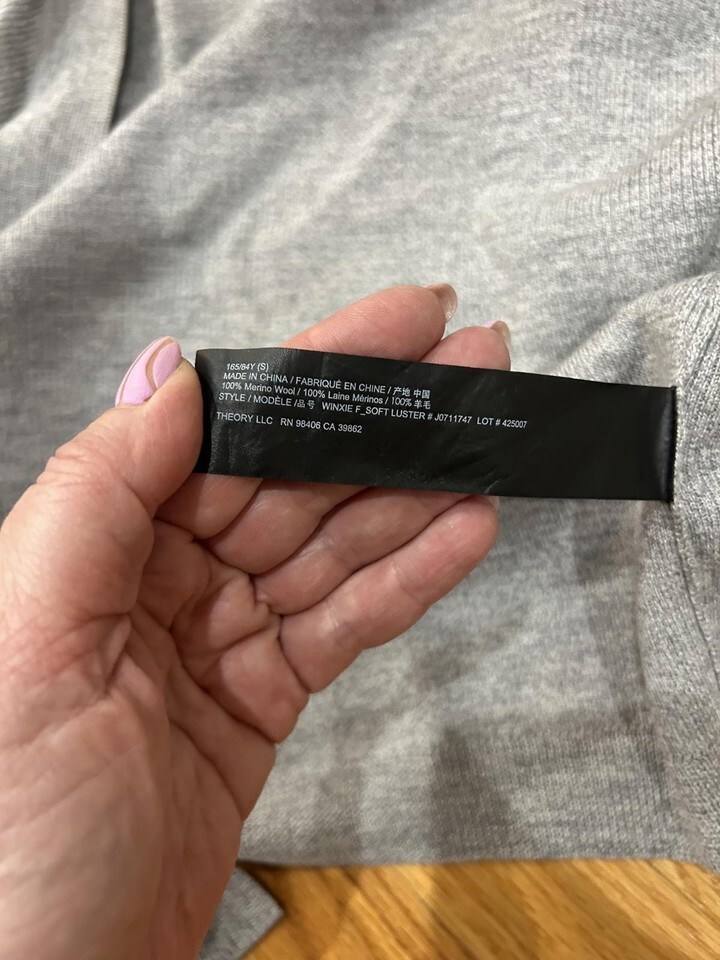 165/84Y (S)
MADE IN CHINA / FABRIQUÉ EN CHINE / 产地 中国
100% Merino Wool / 100% Laine Mérinos / 100% 羊毛
STYLE / MODÈLE /品号 WINXIE F_SOFT LUSTER # J0711747 LOT # 425007
THEORY LLC RN 98406 CA 39862